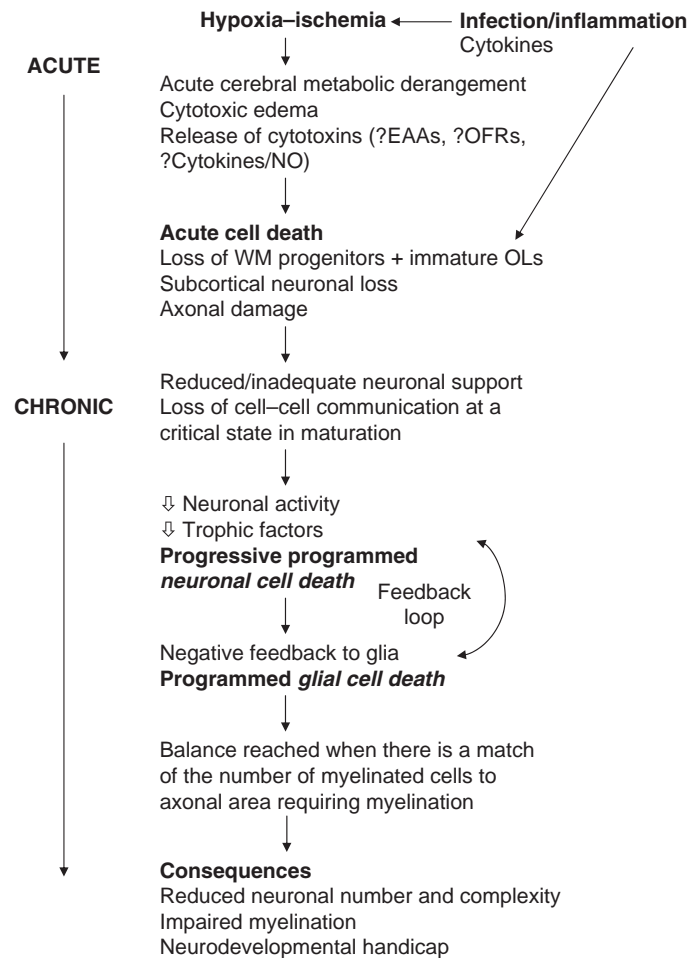 Hypoxia–ischemia
Infection/inflammation
Cytokines
ACUTE
Acute cerebral metabolic derangement
Cytotoxic edema
Release of cytotoxins (?EAAs, ?OFRs,
?Cytokines/NO)
Acute cell death
Loss of WM progenitors + immature OLs
Subcortical neuronal loss
Axonal damage
CHRONIC
Reduced/inadequate neuronal support
Loss of cell–cell communication at a
critical state in maturation
⇩ Neuronal activity
⇩ Trophic factors
Progressive programmed
neuronal cell death
Feedback
loop
Negative feedback to glia
Programmed glial cell death
Balance reached when there is a match
of the number of myelinated cells to
axonal area requiring myelination
Consequences
Reduced neuronal number and complexity
Impaired myelination
Neurodevelopmental handicap